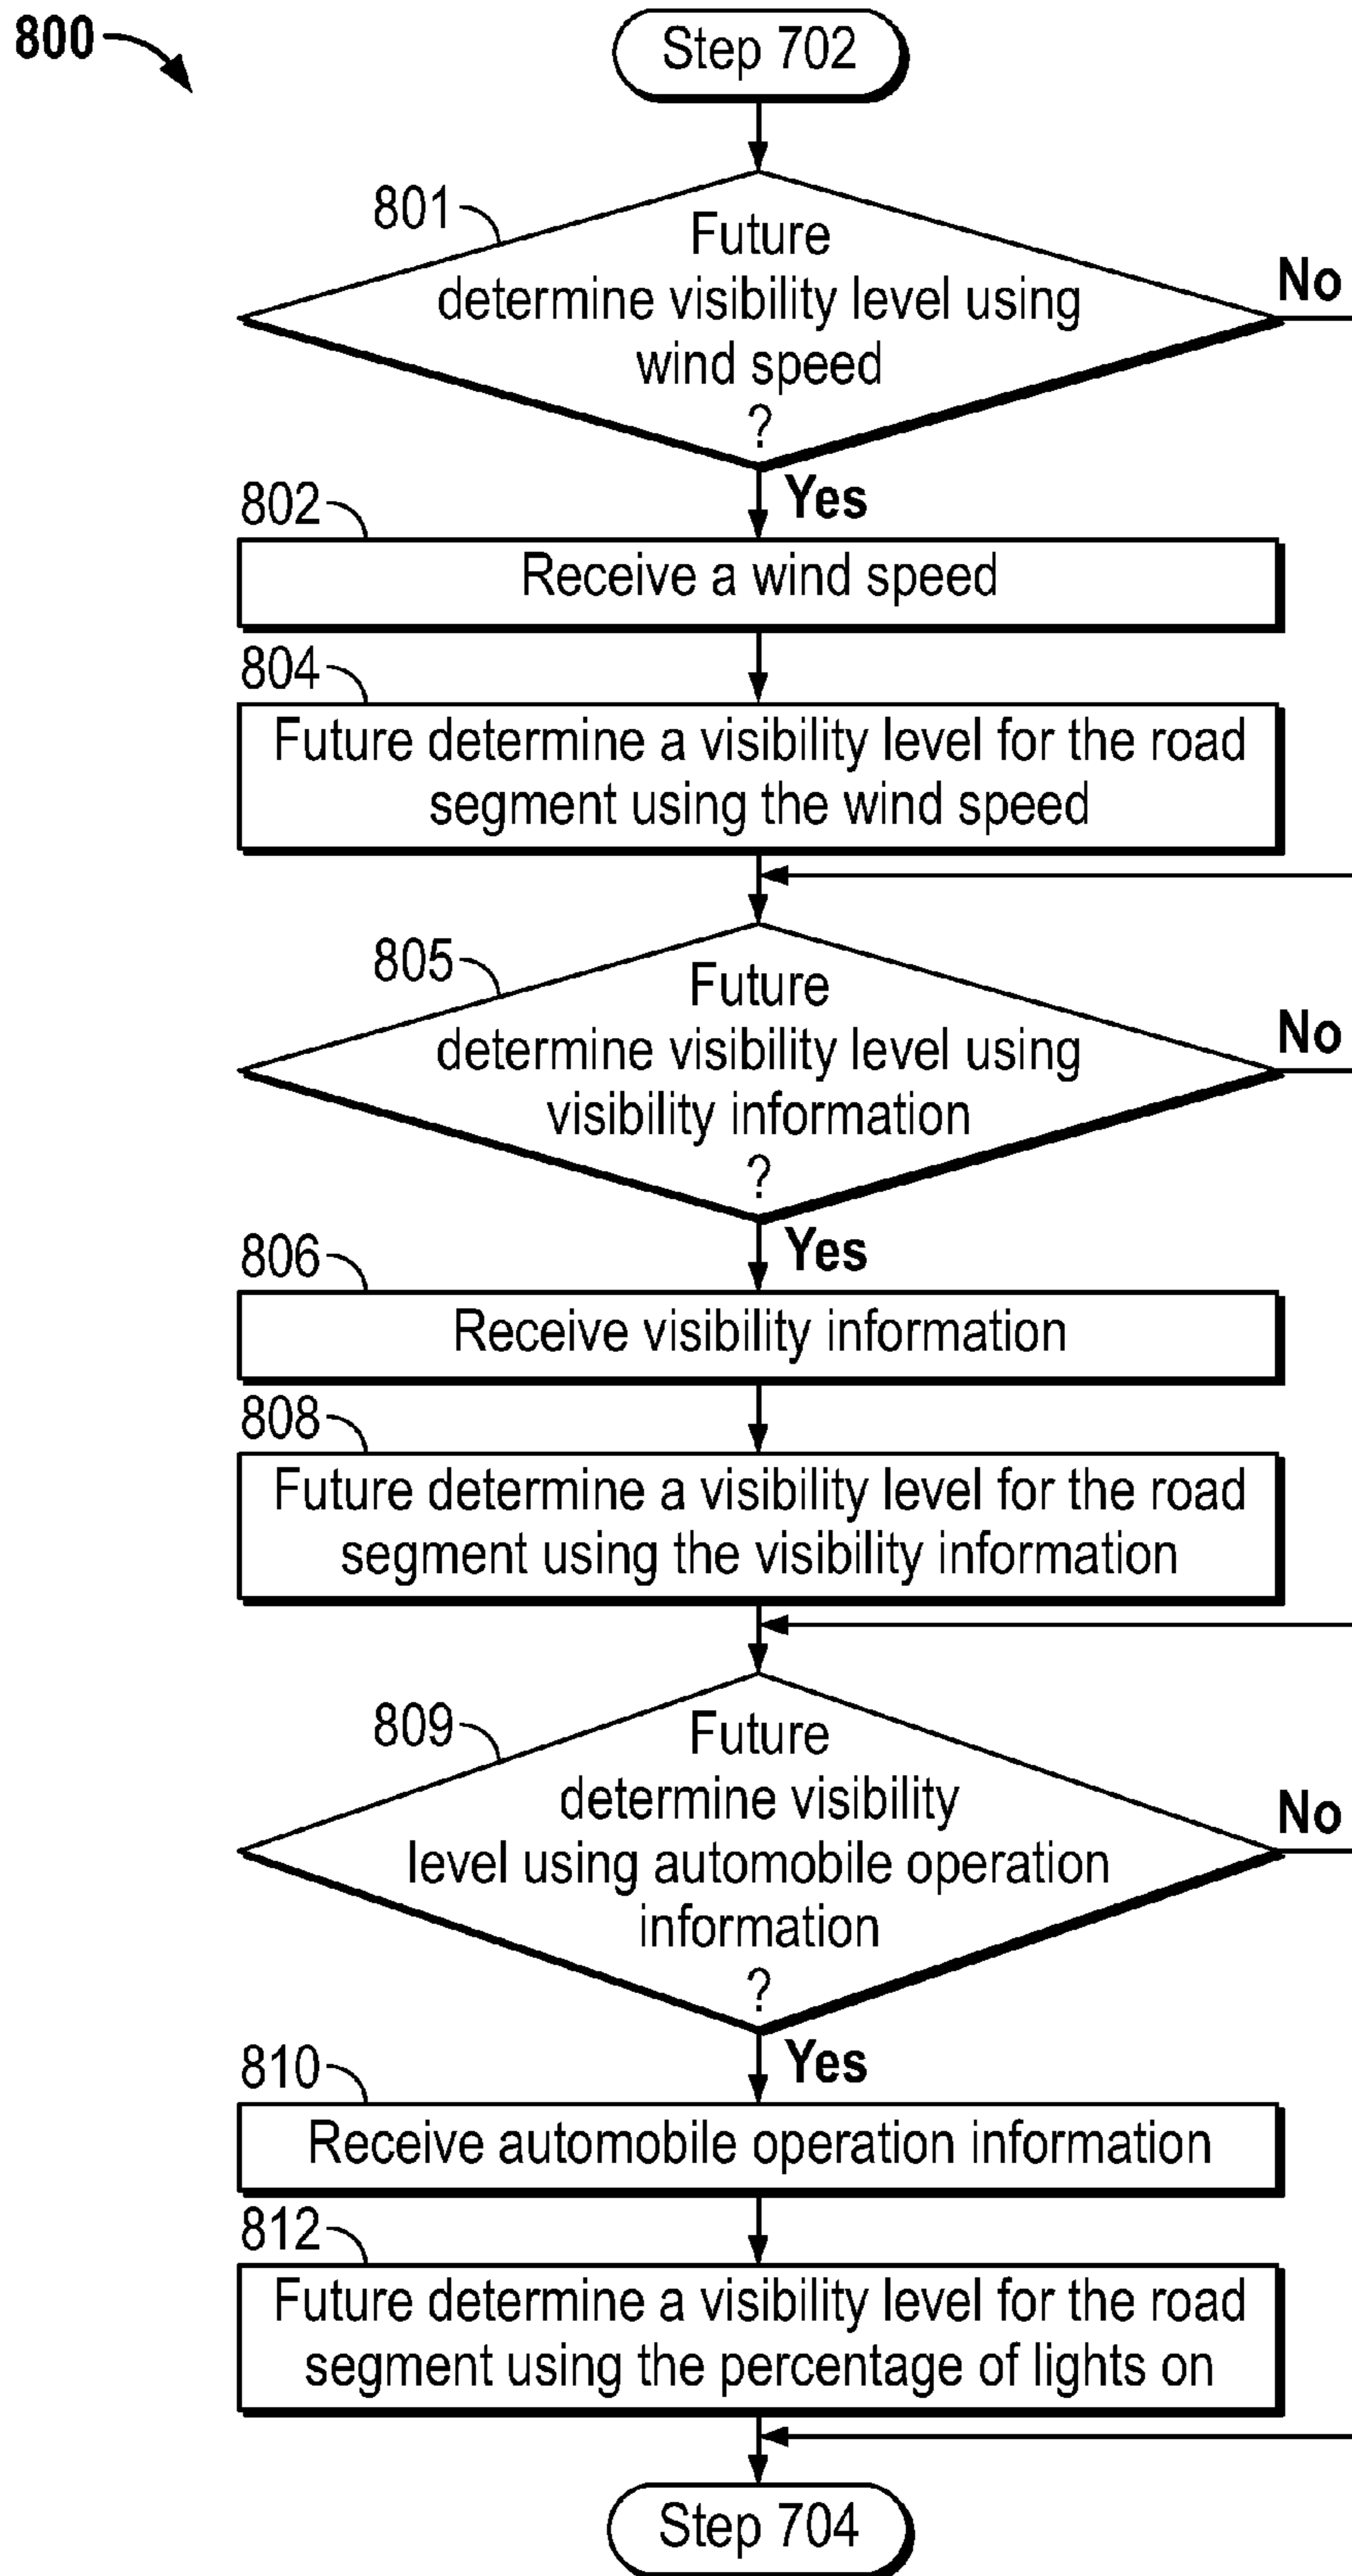 800
Step 702
801
Future
determine visibility level using
wind speed
?
No
Yes
802
Receive a wind speed
804
Future determine a visibility level for the road
segment using the wind speed
805
Future
determine visibility level using
visibility information
?
No
Yes
806
Receive visibility information
808
Future determine a visibility level for the road
segment using the visibility information
809
Future
determine visibility
level using automobile operation
information
?
No
Yes
810
Receive automobile operation information
812
Future determine a visibility level for the road
segment using the percentage of lights on
Step 704